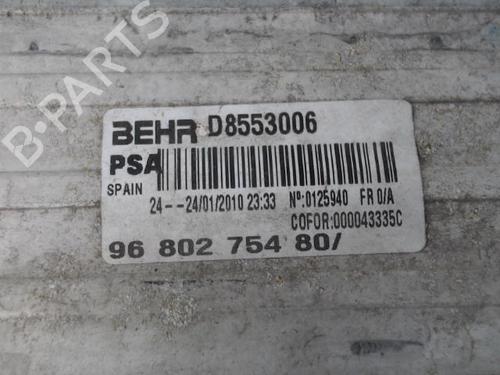 B-PARTS
BEHR D8553006
PSA
SPAIN
24 -- 24/01/2010 23:33 Nº:0125940 FR O/A
COFOR:000043335C
96 802 754 80/